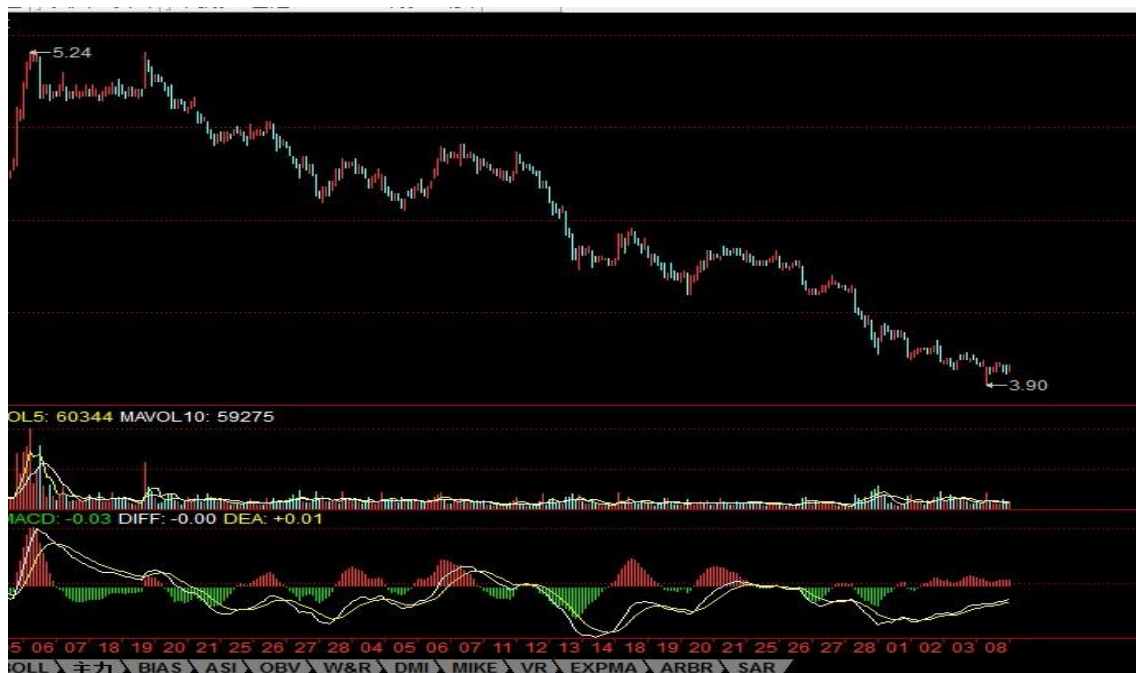 5.24
3.90
OL5: 60344 MAVOL10: 59275
MACD: -0.03 DIFF: -0.00 DEA: +0.01
05 06 07 18 19 20 21 25 26 27 28 04 05 06 07 11 12 13 14 18 19 20 21 25 26 27 28 01 02 03 08
BOLL 主力 BIAS ASI OBV W&R DMI MIKE VR EXPMA ARBR SAR